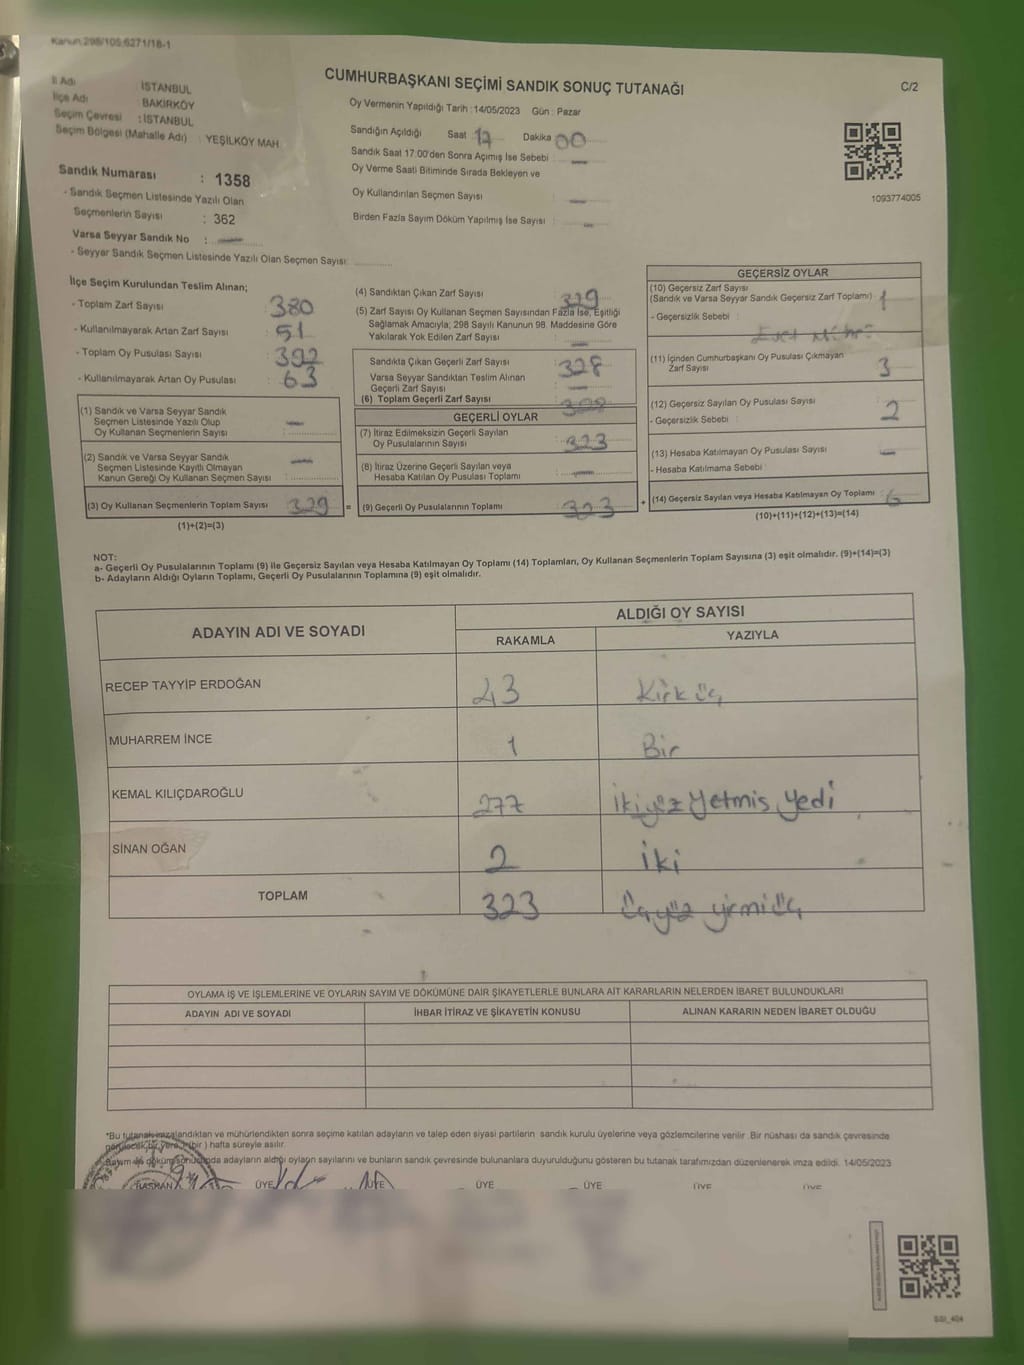 Kanun 298/105,6271/18-1
İl Adı : İSTANBUL
İlçe Adı : BAKIRKÖY
Seçim Çevresi : İSTANBUL
Seçim Bölgesi (Mahalle Adı) : YEŞİLKÖY MAH.
Sandık Numarası : 1358
- Sandık Seçmen Listesinde Yazılı Olan
Seçmenlerin Sayısı : 362
Varsa Seyyar Sandık No : —
- Seyyar Sandık Seçmen Listesinde Yazılı Olan Seçmen Sayısı:
CUMHURBAŞKANI SEÇİMİ SANDIK SONUÇ TUTANAĞI
C/2
Oy Vermenin Yapıldığı Tarih : 14/05/2023 Gün : Pazar
Sandığın Açıldığı Saat 17 Dakika 00
Sandık Saat 17:00'den Sonra Açımış İse Sebebi : —
Oy Verme Saati Bitiminde Sırada Bekleyen ve
Oy Kullandırılan Seçmen Sayısı : —
Birden Fazla Sayım Döküm Yapılmış İse Sayısı : —
1093774005
İlçe Seçim Kurulundan Teslim Alınan;
- Toplam Zarf Sayısı : 380
- Kullanılmayarak Artan Zarf Sayısı : 51
- Toplam Oy Pusulası Sayısı : 392
- Kullanılmayarak Artan Oy Pusulası : 63
(1) Sandık ve Varsa Seyyar Sandık
Seçmen Listesinde Yazılı Olup
Oy Kullanan Seçmenlerin Sayısı : —
(2) Sandık ve Varsa Seyyar Sandık
Seçmen Listesinde Kayıtlı Olmayan
Kanun Gereği Oy Kullanan Seçmen Sayısı : —
(3) Oy Kullanan Seçmenlerin Toplam Sayısı 329
(1)+(2)=(3)
=
(4) Sandıktan Çıkan Zarf Sayısı 329
(5) Zarf Sayısı Oy Kullanan Seçmen Sayısından Fazla İse, Eşitliği
Sağlamak Amacıyla; 298 Sayılı Kanunun 98. Maddesine Göre
Yakılarak Yok Edilen Zarf Sayısı : —
Sandıkta Çıkan Geçerli Zarf Sayısı : 328
Varsa Seyyar Sandıktan Teslim Alınan
Geçerli Zarf Sayısı : —
(6) Toplam Geçerli Zarf Sayısı : 328
GEÇERLİ OYLAR
(7) İtiraz Edilmeksizin Geçerli Sayılan
Oy Pusulalarının Sayısı : 323
(8) İtiraz Üzerine Geçerli Sayılan veya
Hesaba Katılan Oy Pusulası Toplamı : —
(9) Geçerli Oy Pusulalarının Toplamı : 323
+
GEÇERSİZ OYLAR
(10) Geçersiz Zarf Sayısı
(Sandık ve Varsa Seyyar Sandık Geçersiz Zarf Toplamı) 1
- Geçersizlik Sebebi :
(11) İçinden Cumhurbaşkanı Oy Pusulası Çıkmayan
Zarf Sayısı : 3
(12) Geçersiz Sayılan Oy Pusulası Sayısı : 2
- Geçersizlik Sebebi :
(13) Hesaba Katılmayan Oy Pusulası Sayısı : —
- Hesaba Katılmama Sebebi :
(14) Geçersiz Sayılan veya Hesaba Katılmayan Oy Toplamı : 6
(10)+(11)+(12)+(13)=(14)
NOT:
a- Geçerli Oy Pusulalarının Toplamı (9) ile Geçersiz Sayılan veya Hesaba Katılmayan Oy Toplamı (14) Toplamları, Oy Kullanan Seçmenlerin Toplam Sayısına (3) eşit olmalıdır. (9)+(14)=(3)
b- Adayların Aldığı Oyların Toplamı, Geçerli Oy Pusulalarının Toplamına (9) eşit olmalıdır.
ADAYIN ADI VE SOYADI
ALDIĞI OY SAYISI
RAKAMLA YAZIYLA
RECEP TAYYİP ERDOĞAN 43 Kırk üç
MUHARREM İNCE 1 Bir
KEMAL KILIÇDAROĞLU 277 İkiyüz Yetmis Yedi
SİNAN OĞAN 2 İki
TOPLAM 323 Üçyüz yirmi üç
OYLAMA İŞ VE İŞLEMLERİNE VE OYLARIN SAYIM VE DÖKÜMÜNE DAİR ŞİKAYETLERLE BUNLARA AİT KARARLARIN NELERDEN İBARET BULUNDUKLARI
ADAYIN ADI VE SOYADI İHBAR İTİRAZ VE ŞİKAYETİN KONUSU ALINAN KARARIN NEDEN İBARET OLDUĞU
*Bu tutanak imzalandıktan ve mühürlendikten sonra seçime katılan adayların ve talep eden siyasi partilerin sandık kurulu üyelerine veya gözlemcilerine verilir. Bir nüshası da sandık çevresinde
görülecek bir yere 1 (bir) hafta süreyle asılır.
Sayım ve döküm sonucunda adayların aldığı oyların sayılarını ve bunların sandık çevresinde bulunanlara duyurulduğunu gösteren bu tutanak tarafımızdan düzenlenerek imza edildi. 14/05/2023
BAŞKAN ÜYE ÜYE ÜYE ÜYE ÜYE ÜYE